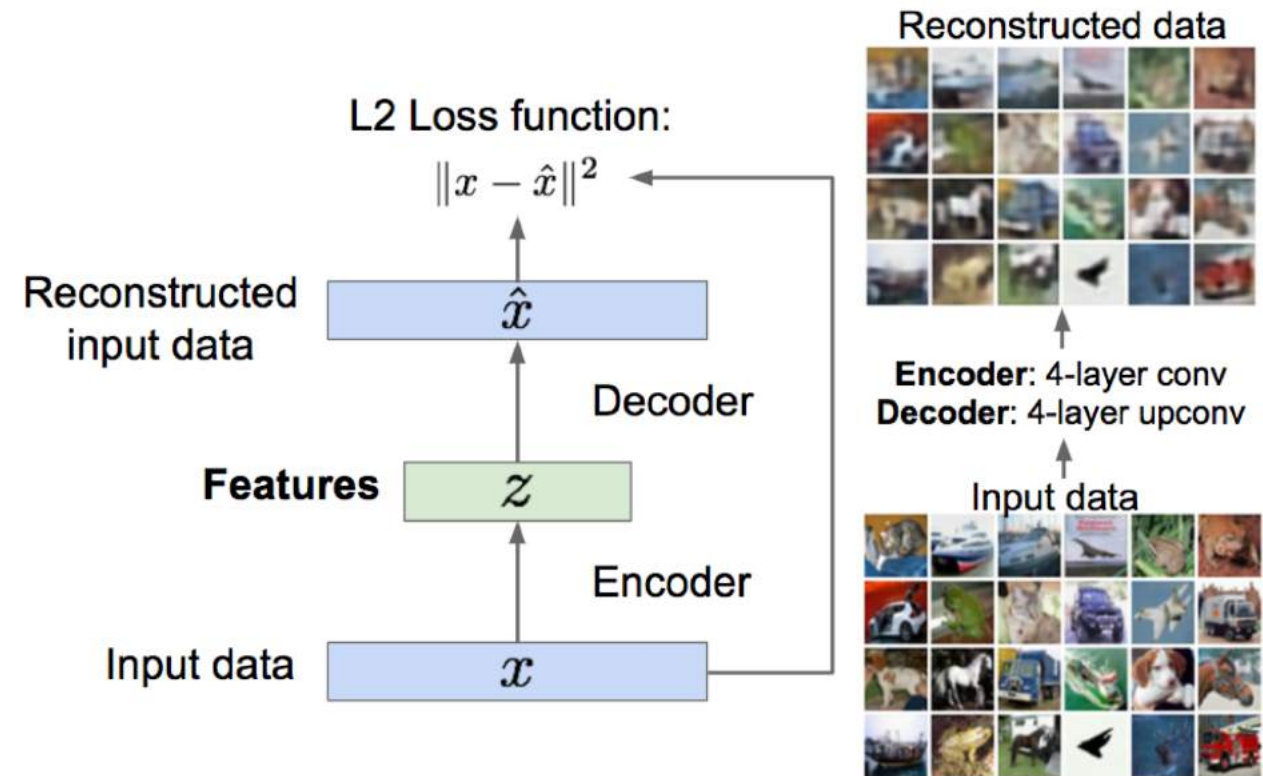 L2 Loss function:
‖x − x̂‖²
Reconstructed
input data
x̂
Decoder
Features
z
Encoder
Input data
x
Reconstructed data
Encoder: 4-layer conv
Decoder: 4-layer upconv
Input data